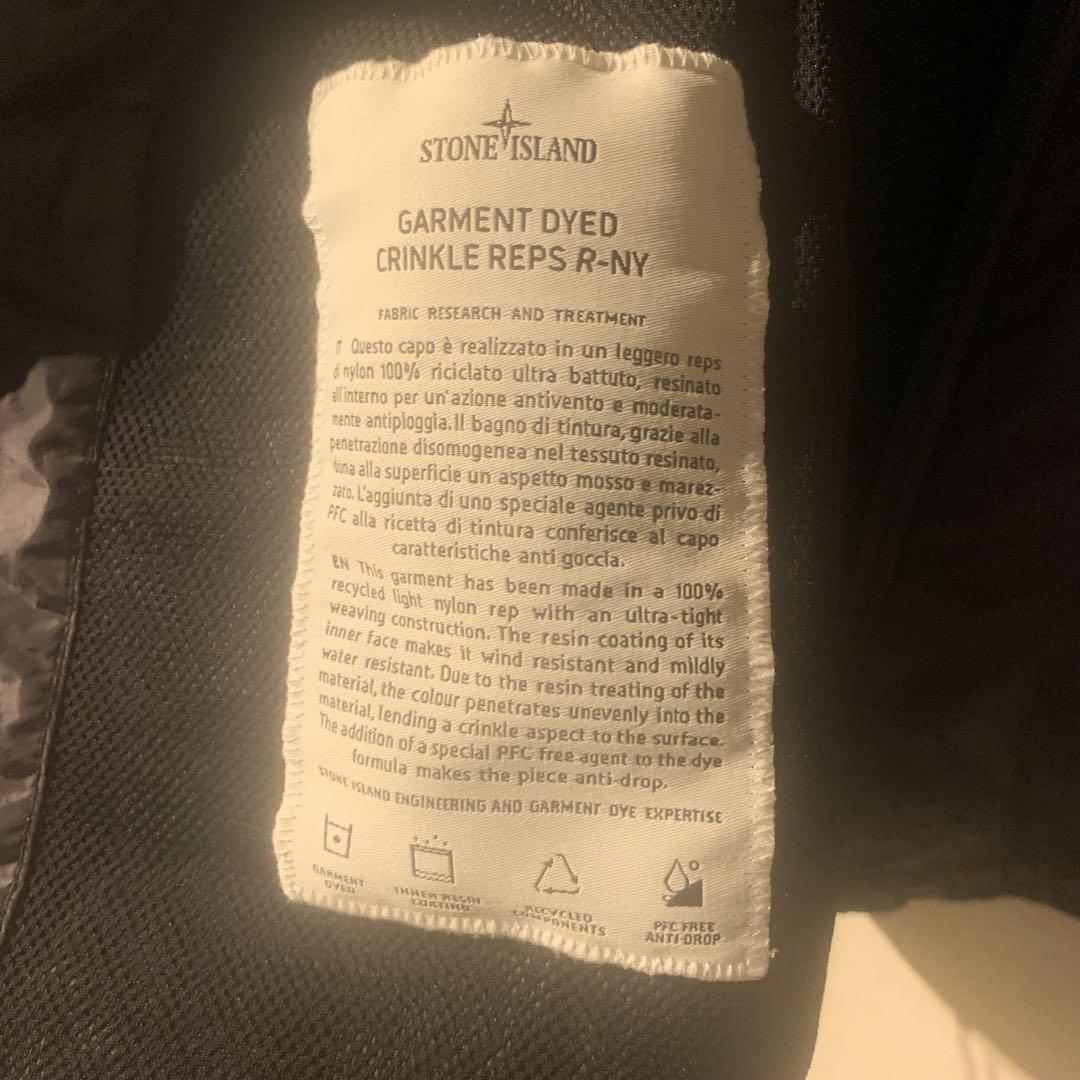 STONE ISLAND
GARMENT DYED
CRINKLE REPS R-NY
FABRIC RESEARCH AND TREATMENT
IT Questo capo è realizzato in un leggero reps
di nylon 100% riciclato ultra battuto, resinato
all'interno per un'azione antivento e moderata-
mente antipioggia. Il bagno di tintura, grazie alla
penetrazione disomogenea nel tessuto resinato,
dona alla superficie un aspetto mosso e marez-
zato. L'aggiunta di uno speciale agente privo di
PFC alla ricetta di tintura conferisce al capo
caratteristiche anti goccia.
EN This garment has been made in a 100%
recycled light nylon rep with an ultra-tight
weaving construction. The resin coating of its
inner face makes it wind resistant and mildly
water resistant. Due to the resin treating of the
material, the colour penetrates unevenly into the
material, lending a crinkle aspect to the surface.
The addition of a special PFC free agent to the dye
formula makes the piece anti-drop.
STONE ISLAND ENGINEERING AND GARMENT DYE EXPERTISE
GARMENT
DYED
INNER RESIN
COATING
RECYCLED
COMPONENTS
PFC FREE
ANTI-DROP